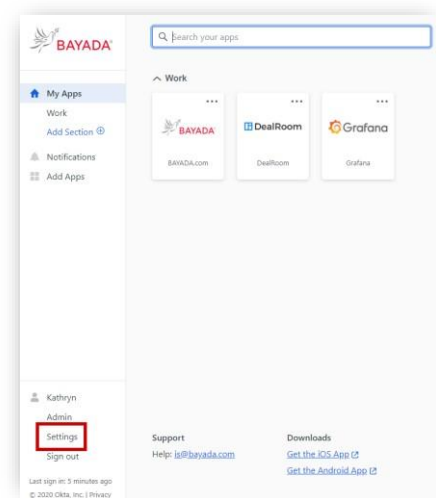 BAYADA
My Apps
Work
Add Section
Notifications
Add Apps
Kathryn
Admin
Settings
Sign out
Last sign in: 5 minutes ago
© 2020 Okta, Inc. | Privacy
Search your apps
Work
BAYADA
BAYADA.com
DealRoom
DealRoom
Grafana
Grafana
Support
Help: is@bayada.com
Downloads
Get the iOS App
Get the Android App